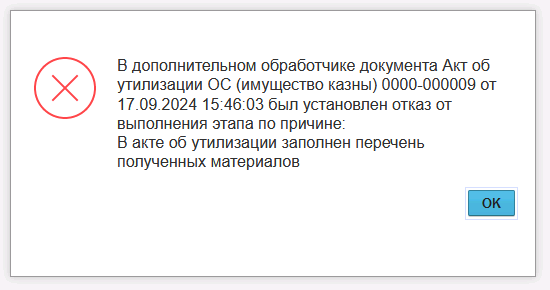 В дополнительном обработчике документа Акт об
утилизации ОС (имущество казны) 0000-000009 от
17.09.2024 15:46:03 был установлен отказ от
выполнения этапа по причине:
В акте об утилизации заполнен перечень
полученных материалов
OK